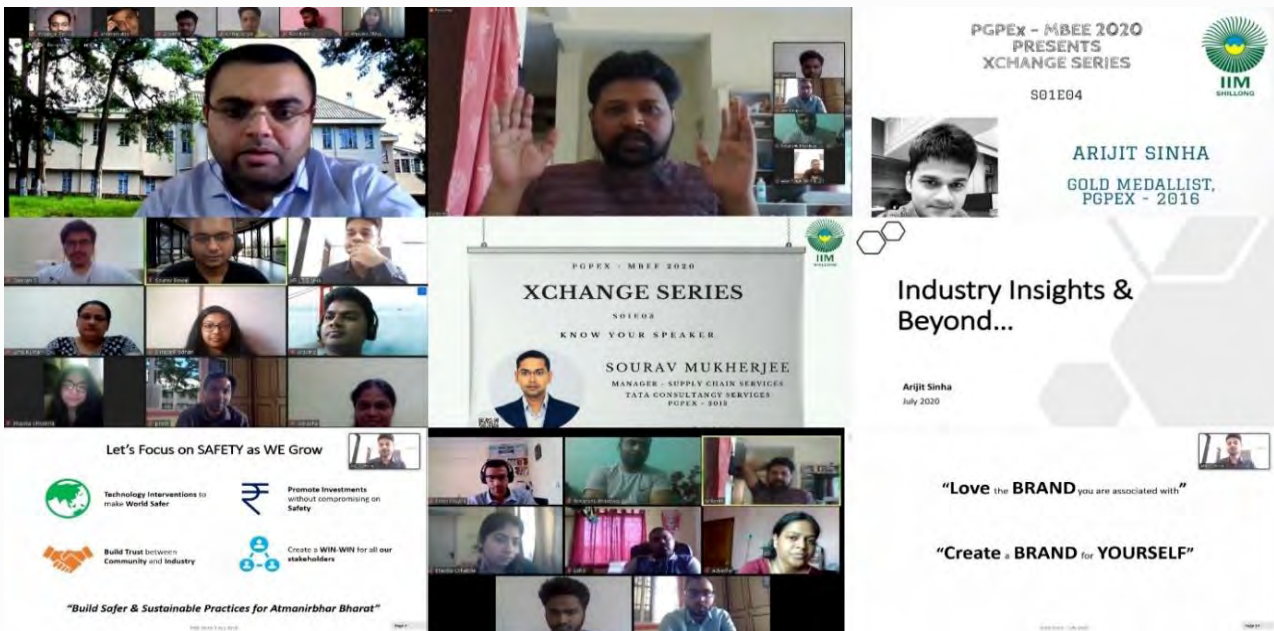 PGPEX - MBEE 2020
PRESENTS
XCHANGE SERIES
S01E04
IIM
SHILLONG
ARIJIT SINHA
GOLD MEDALLIST,
PGPEX - 2016
PGPEX - MBEE 2020
XCHANGE SERIES
S01E03
KNOW YOUR SPEAKER
SOURAV MUKHERJEE
MANAGER - SUPPLY CHAIN SERVICES
TATA CONSULTANCY SERVICES
IIM
SHILLONG
Industry Insights &
Beyond...
Arijit Sinha
July 2020
Let's Focus on SAFETY as WE Grow
Technology Interventions to
make World Safer
Promote Investments
without compromising on
Safety
Build Trust between
Community and Industry
Create a WIN-WIN for all our
stakeholders
"Build Safer & Sustainable Practices for Atmanirbhar Bharat"
"Love the BRAND you are associated with"
"Create a BRAND for YOURSELF"